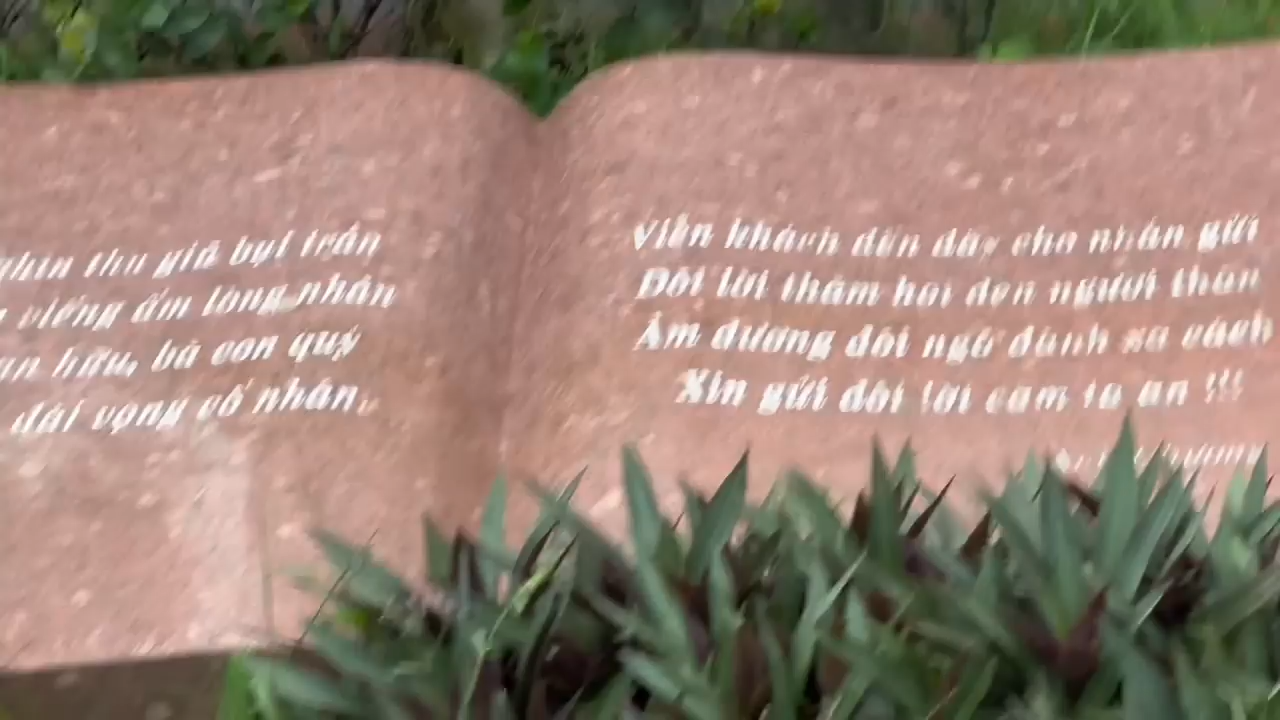 thu giã bụi trần
viếng ấm lòng nhân
hữu, bà con quý
đài vọng cố nhân
Viễn khách đến đây cho nhắn gửi
Đôi lời thăm hỏi đến người thân
Âm dương đôi ngõ đành xa cách
Xin gửi đôi lời cảm tạ ân !!!